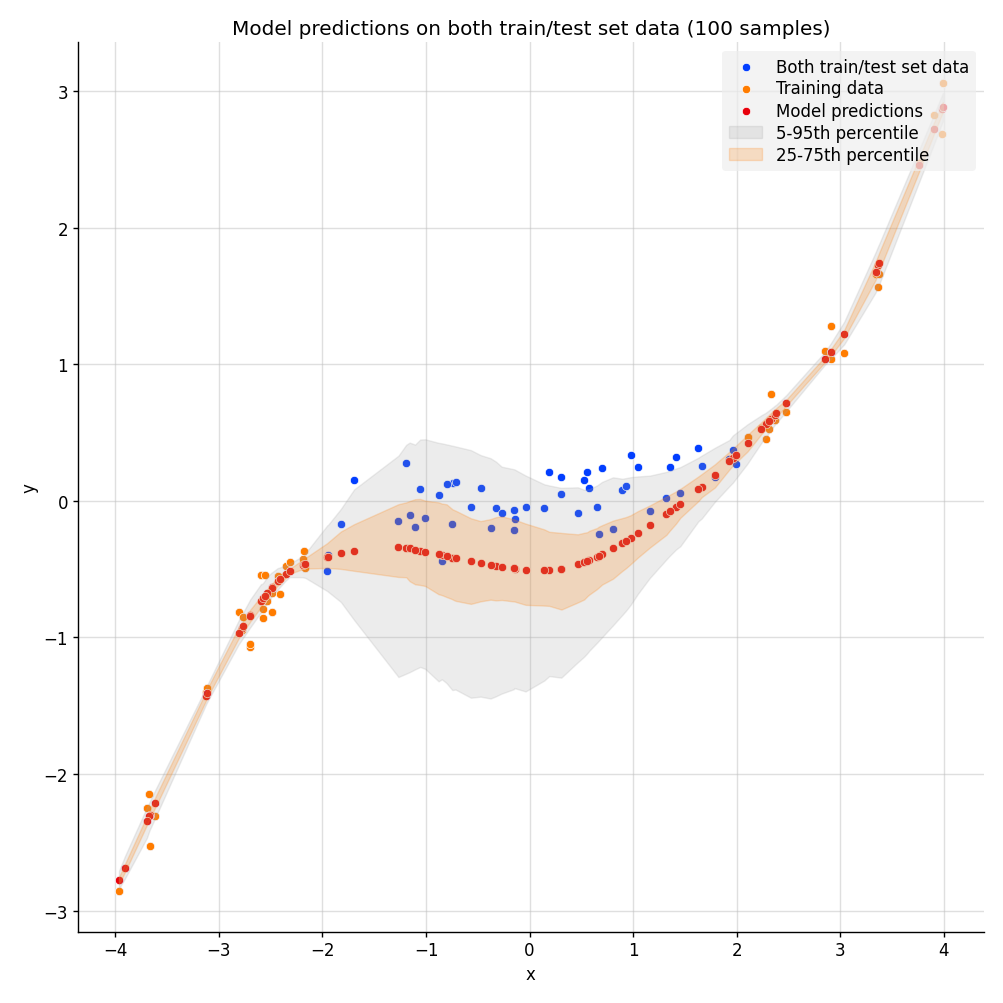 Model predictions on both train/test set data (100 samples)
Both train/test set data
Training data
Model predictions
5-95th percentile
25-75th percentile
3
2
1
0
−1
−2
−3
y
−4 −3 −2 −1 0 1 2 3 4
x